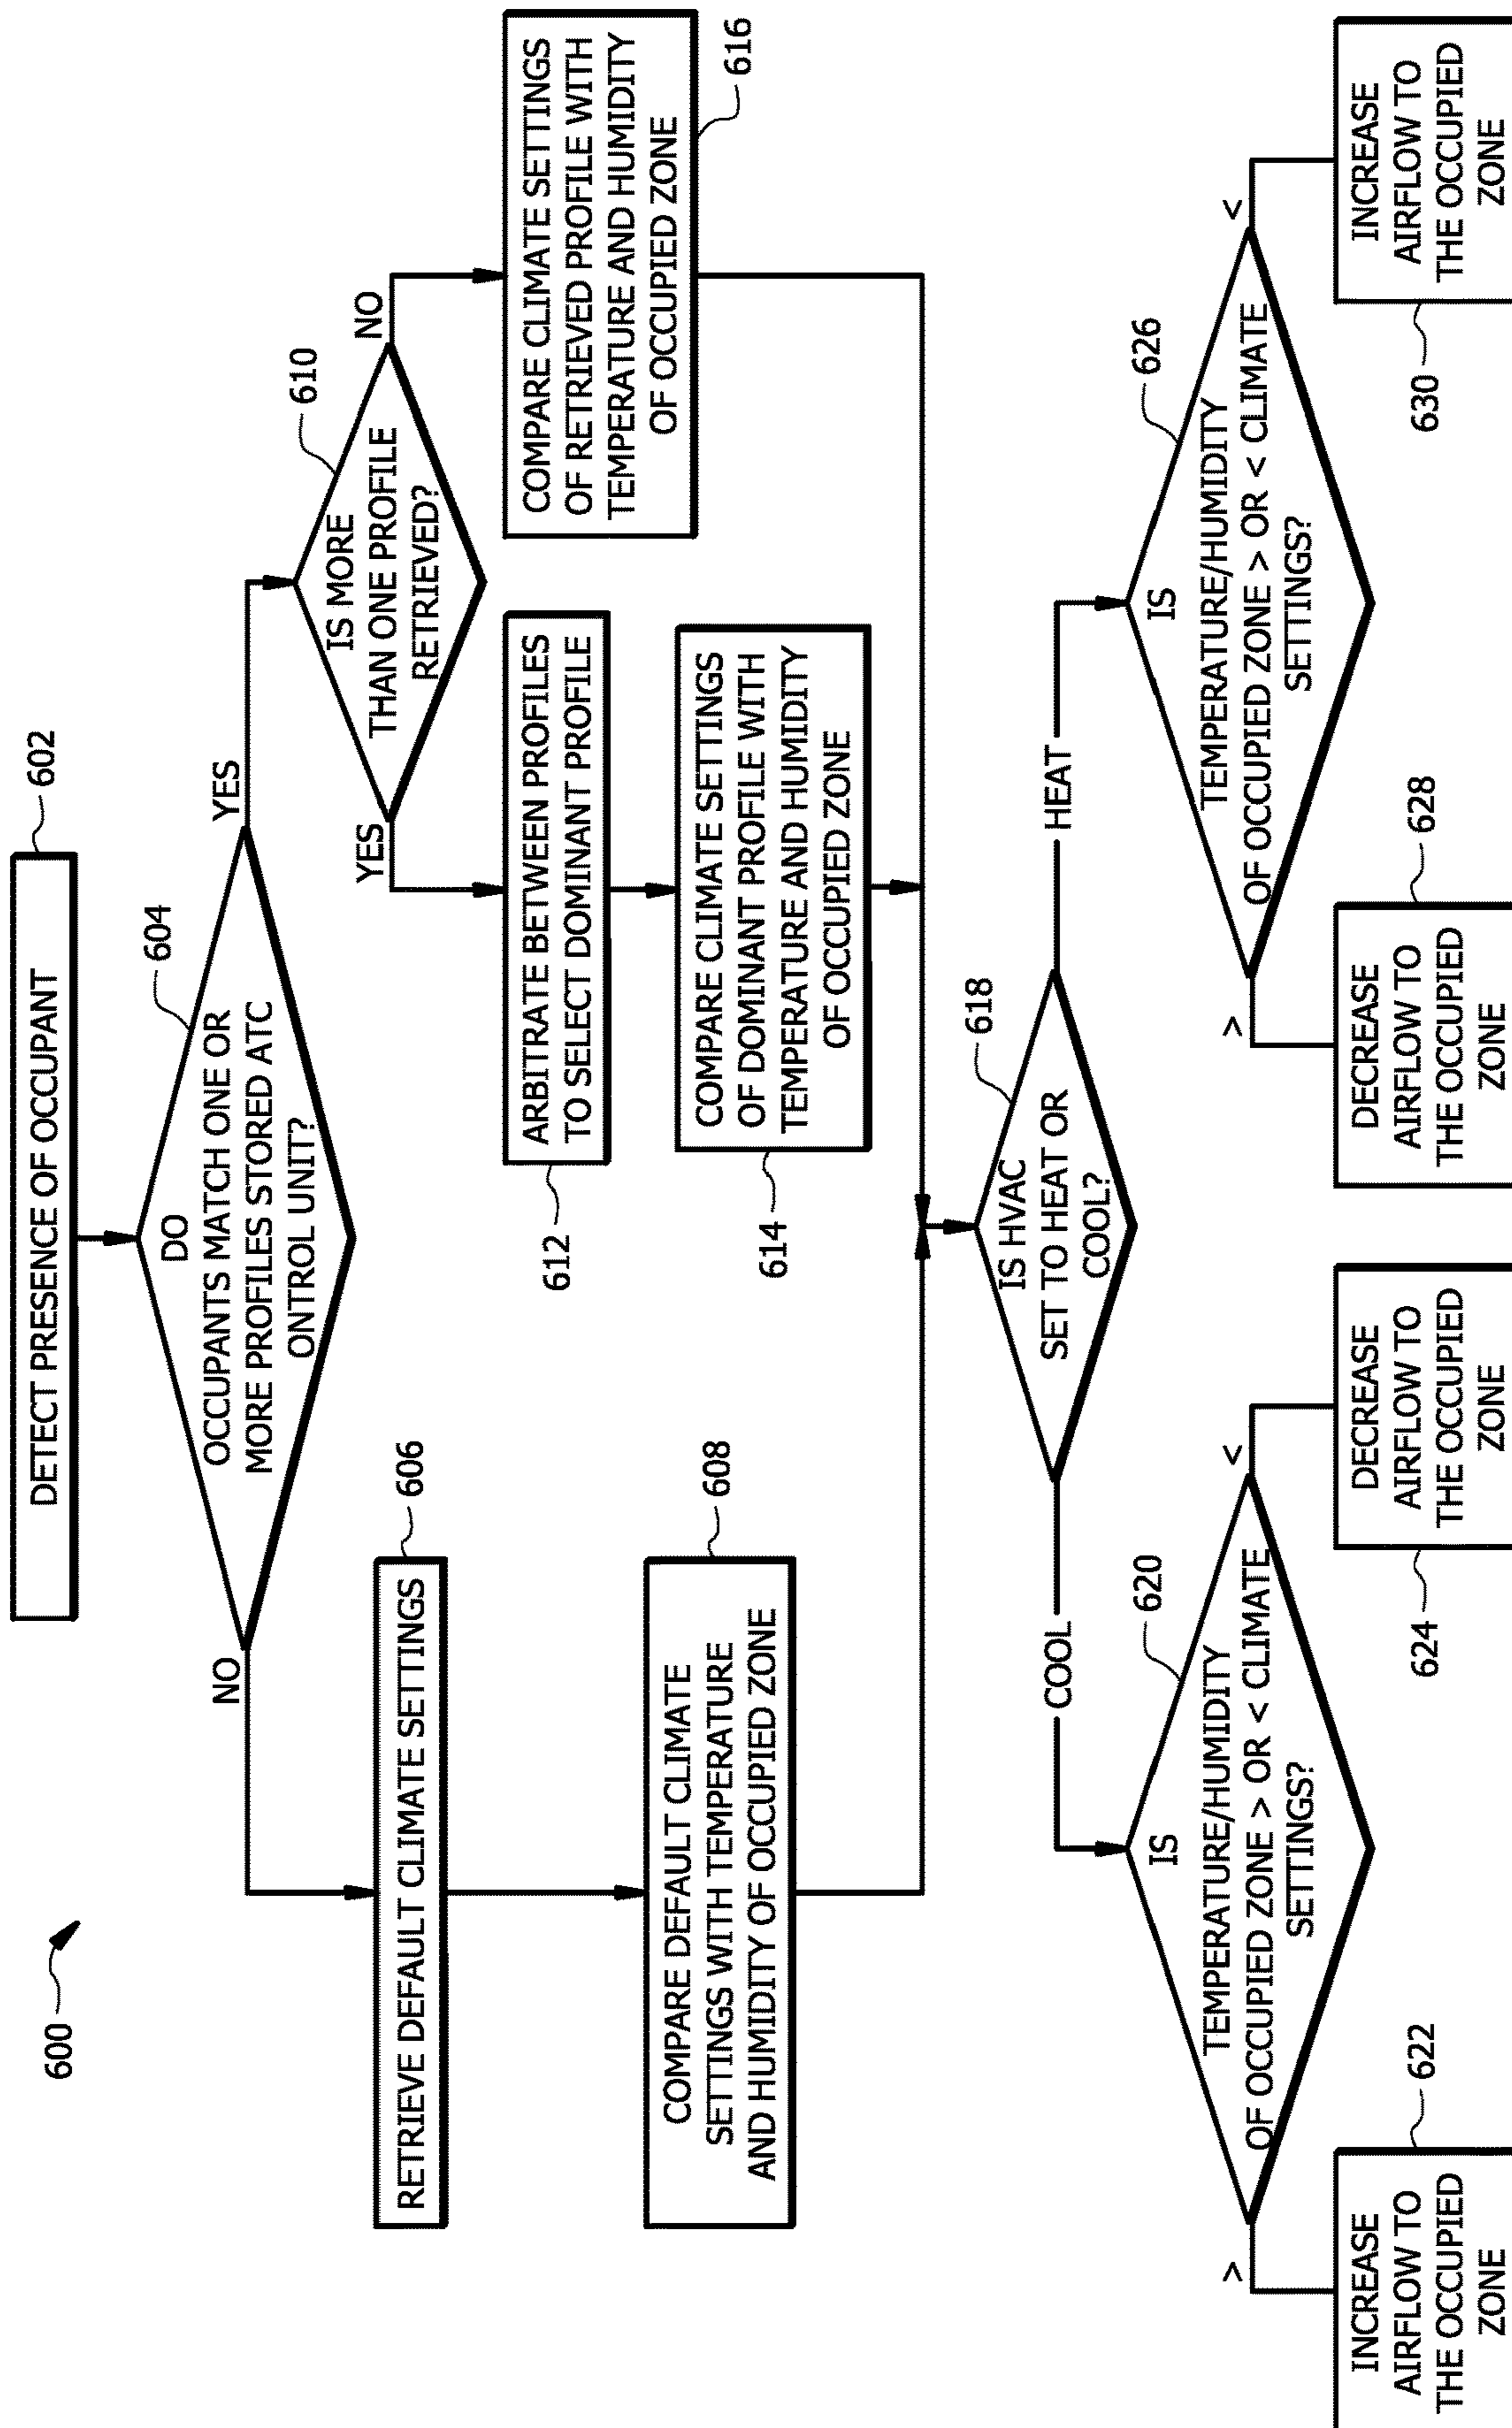 600
DETECT PRESENCE OF OCCUPANT
602
DO
OCCUPANTS MATCH ONE OR
MORE PROFILES STORED ATC
ONTROL UNIT?
604
NO
YES
RETRIEVE DEFAULT CLIMATE SETTINGS
606
COMPARE DEFAULT CLIMATE
SETTINGS WITH TEMPERATURE
AND HUMIDITY OF OCCUPIED ZONE
608
IS MORE
THAN ONE PROFILE
RETRIEVED?
610
YES
NO
ARBITRATE BETWEEN PROFILES
TO SELECT DOMINANT PROFILE
612
COMPARE CLIMATE SETTINGS
OF DOMINANT PROFILE WITH
TEMPERATURE AND HUMIDITY
OF OCCUPIED ZONE
614
COMPARE CLIMATE SETTINGS
OF RETRIEVED PROFILE WITH
TEMPERATURE AND HUMIDITY
OF OCCUPIED ZONE
616
IS HVAC
SET TO HEAT OR
COOL?
618
COOL
HEAT
IS
TEMPERATURE/HUMIDITY
OF OCCUPIED ZONE > OR < CLIMATE
SETTINGS?
620
>
<
INCREASE
AIRFLOW TO
THE OCCUPIED
ZONE
622
DECREASE
AIRFLOW TO
THE OCCUPIED
ZONE
624
IS
TEMPERATURE/HUMIDITY
OF OCCUPIED ZONE > OR < CLIMATE
SETTINGS?
626
>
<
DECREASE
AIRFLOW TO
THE OCCUPIED
ZONE
628
INCREASE
AIRFLOW TO
THE OCCUPIED
ZONE
630